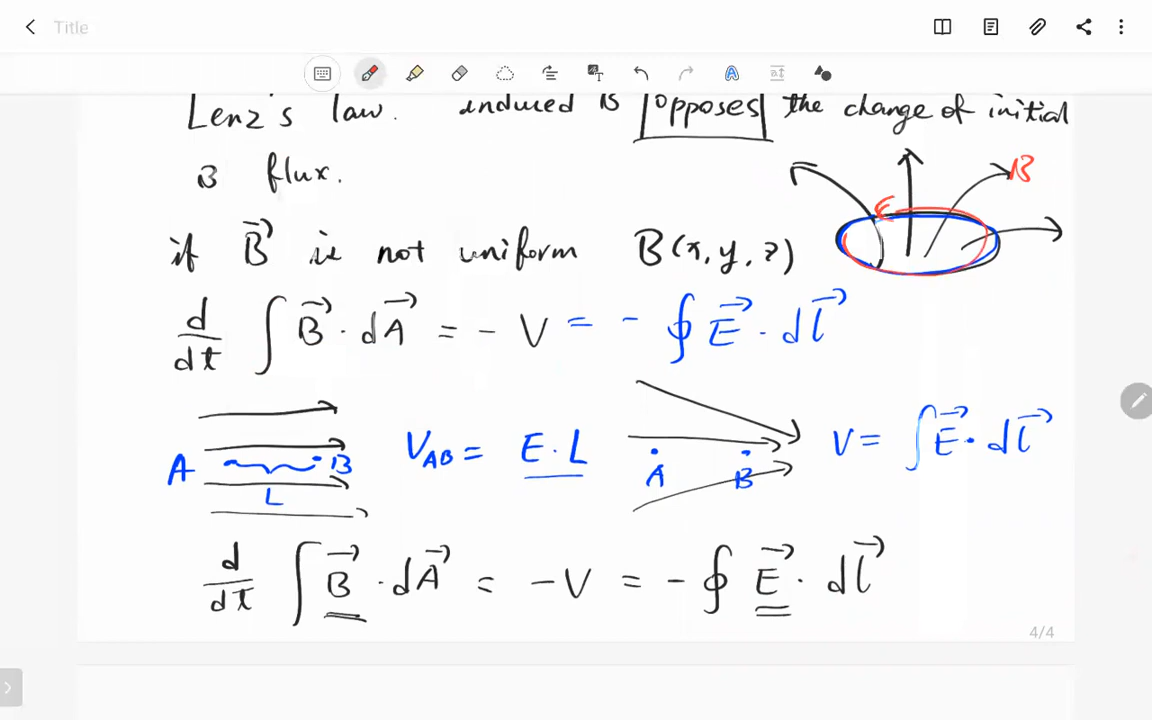 Title
Lenz's law. induced B opposes the change of initial
B flux.
B
E
if B⃗ is not uniform B(x, y, z)
d/dt ∫ B⃗ · dA⃗ = - V = - ∮ E⃗ · dl⃗
A B L V_AB = E · L A B V = ∫ E⃗ · dl⃗
d/dt ∫ B⃗ · dA⃗ = - V = - ∮ E⃗ · dl⃗
4/4